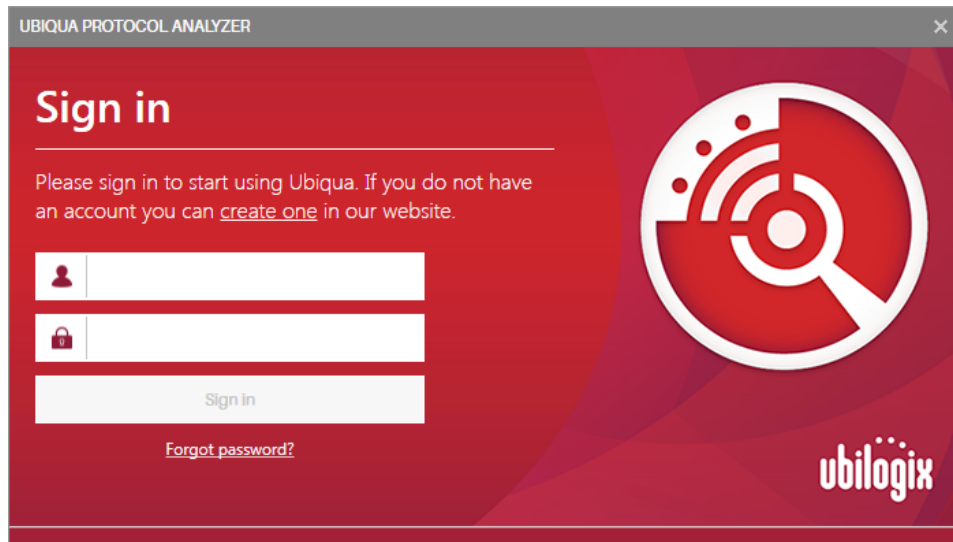 UBIQUA PROTOCOL ANALYZER
Sign in
Please sign in to start using Ubiqua. If you do not have
an account you can create one in our website.
Sign in
Forgot password?
ubilogix